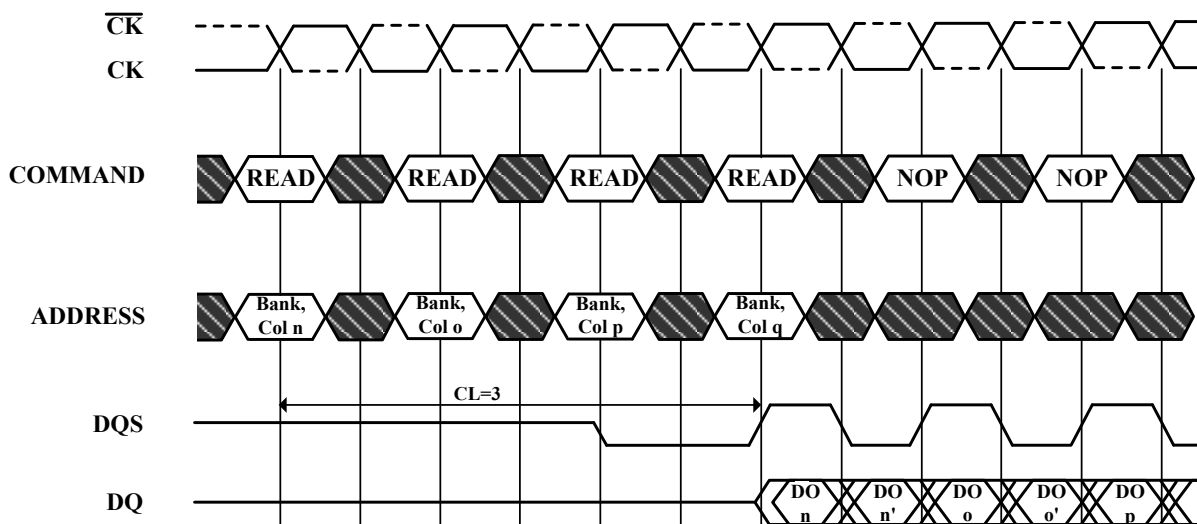 CK
CK
COMMAND READ READ READ READ NOP NOP
ADDRESS Bank, Col n Bank, Col o Bank, Col p Bank, Col q
CL=3
DQS
DQ DO n DO n' DO o DO o' DO p